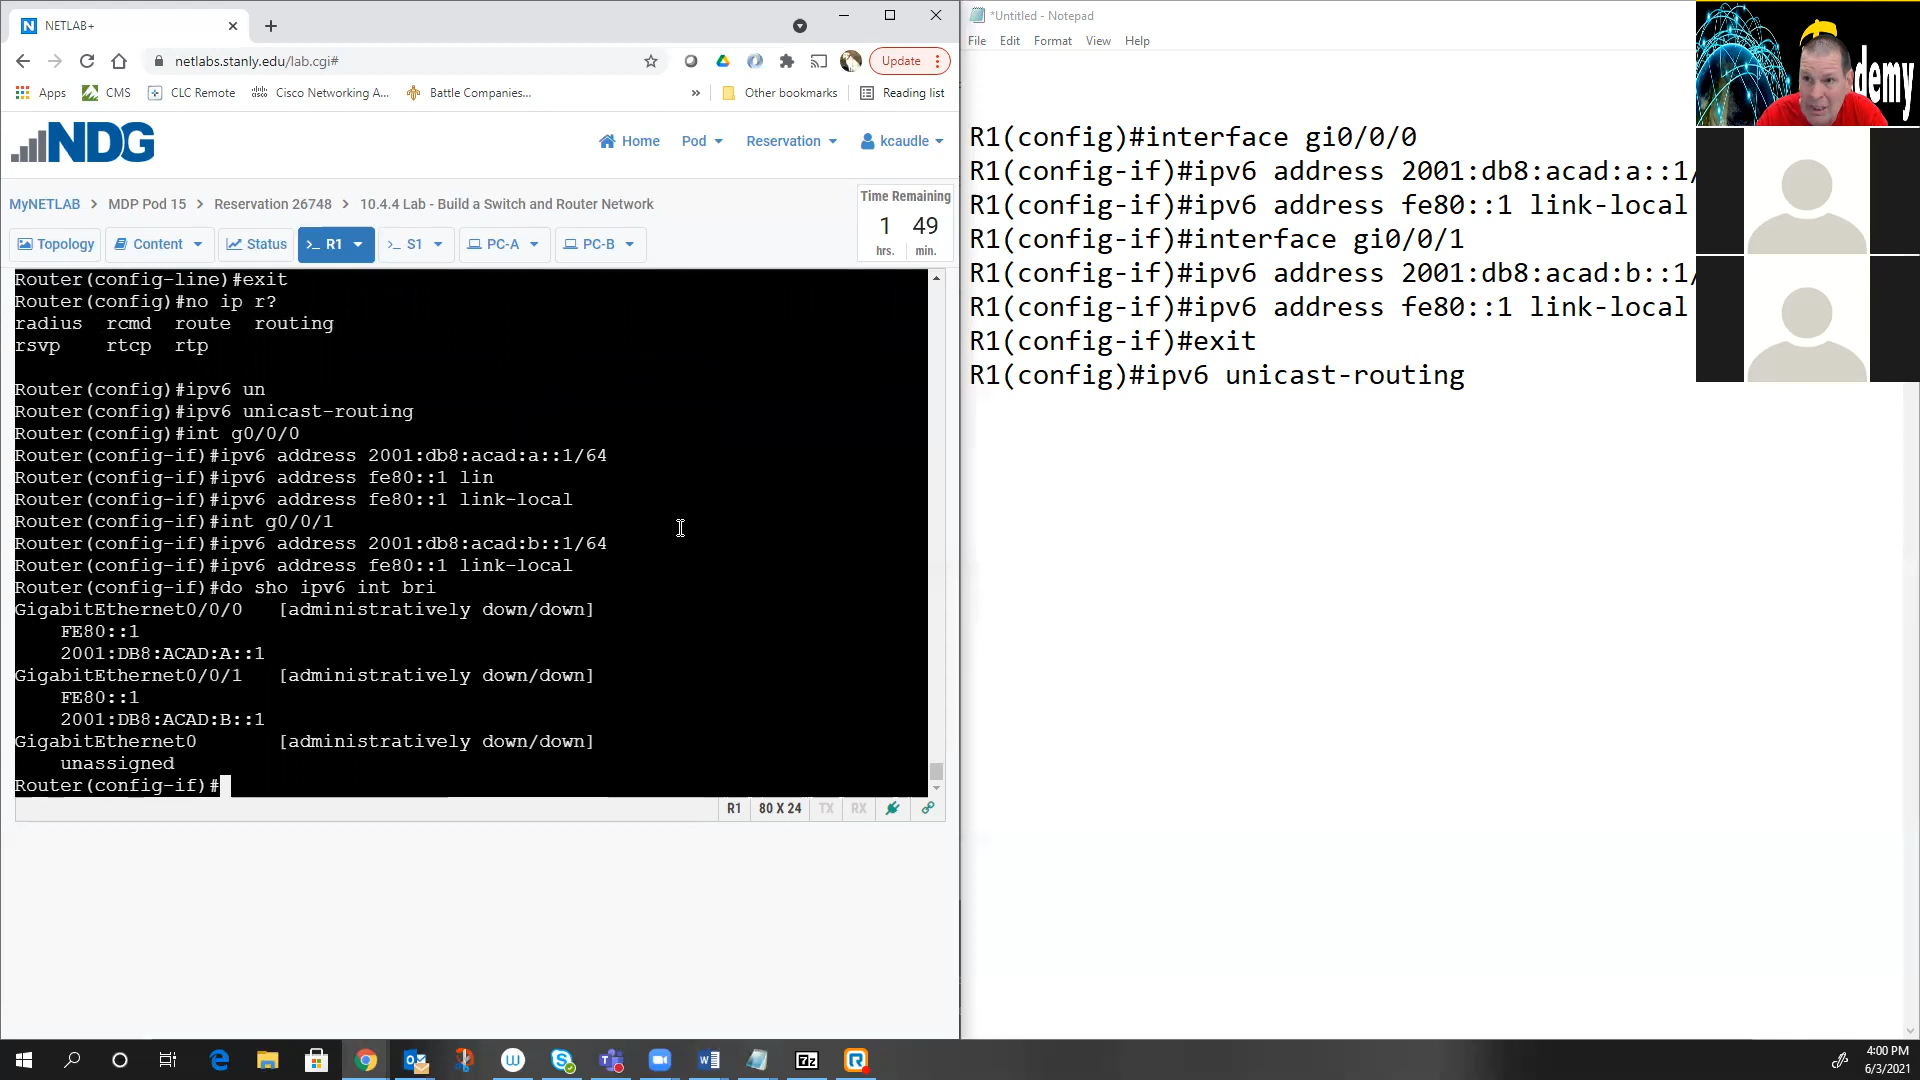 NETLAB+
netlabs.stanly.edu/lab.cgi#
Update
Apps CMS CLC Remote Cisco Networking A... Battle Companies... » Other bookmarks Reading list
NDG
Home Pod Reservation kcaudle
MyNETLAB > MDP Pod 15 > Reservation 26748 > 10.4.4 Lab - Build a Switch and Router Network
Time Remaining
1 49
hrs. min.
Topology Content Status >_ R1 >_ S1 PC-A PC-B
Router(config-line)#exit
Router(config)#no ip r?
radius rcmd route routing
rsvp rtcp rtp
Router(config)#ipv6 un
Router(config)#ipv6 unicast-routing
Router(config)#int g0/0/0
Router(config-if)#ipv6 address 2001:db8:acad:a::1/64
Router(config-if)#ipv6 address fe80::1 lin
Router(config-if)#ipv6 address fe80::1 link-local
Router(config-if)#int g0/0/1
Router(config-if)#ipv6 address 2001:db8:acad:b::1/64
Router(config-if)#ipv6 address fe80::1 link-local
Router(config-if)#do sho ipv6 int bri
GigabitEthernet0/0/0 [administratively down/down]
FE80::1
2001:DB8:ACAD:A::1
GigabitEthernet0/0/1 [administratively down/down]
FE80::1
2001:DB8:ACAD:B::1
GigabitEthernet0 [administratively down/down]
unassigned
Router(config-if)#
R1 80 X 24 TX RX
*Untitled - Notepad
File Edit Format View Help
R1(config)#interface gi0/0/0
R1(config-if)#ipv6 address 2001:db8:acad:a::1/
R1(config-if)#ipv6 address fe80::1 link-local
R1(config-if)#interface gi0/0/1
R1(config-if)#ipv6 address 2001:db8:acad:b::1/
R1(config-if)#ipv6 address fe80::1 link-local
R1(config-if)#exit
R1(config)#ipv6 unicast-routing
demy
7z
4:00 PM
6/3/2021